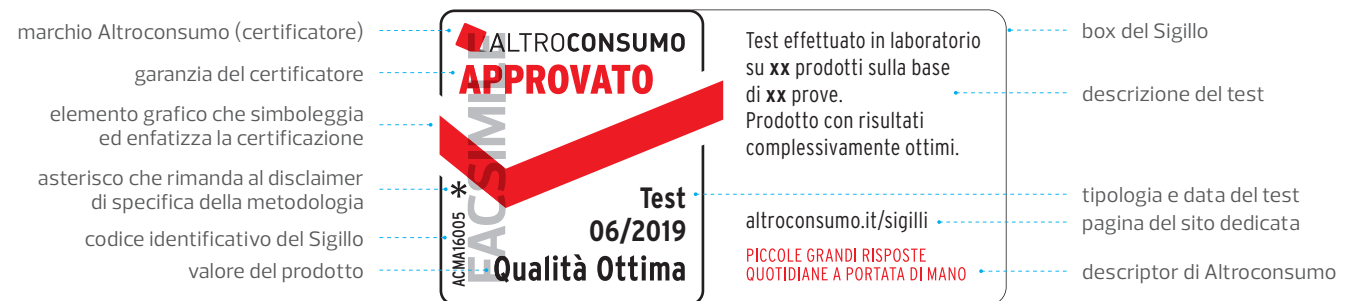 marchio Altroconsumo (certificatore)
garanzia del certificatore
elemento grafico che simboleggia
ed enfatizza la certificazione
asterisco che rimanda al disclaimer
di specifica della metodologia
codice identificativo del Sigillo
valore del prodotto
ALTROCONSUMO
APPROVATO
FACSIMILE
*
ACMA16005
Test
06/2019
Qualità Ottima
Test effettuato in laboratorio
su xx prodotti sulla base
di xx prove.
Prodotto con risultati
complessivamente ottimi.
altroconsumo.it/sigilli
PICCOLE GRANDI RISPOSTE
QUOTIDIANE A PORTATA DI MANO
box del Sigillo
descrizione del test
tipologia e data del test
pagina del sito dedicata
descriptor di Altroconsumo